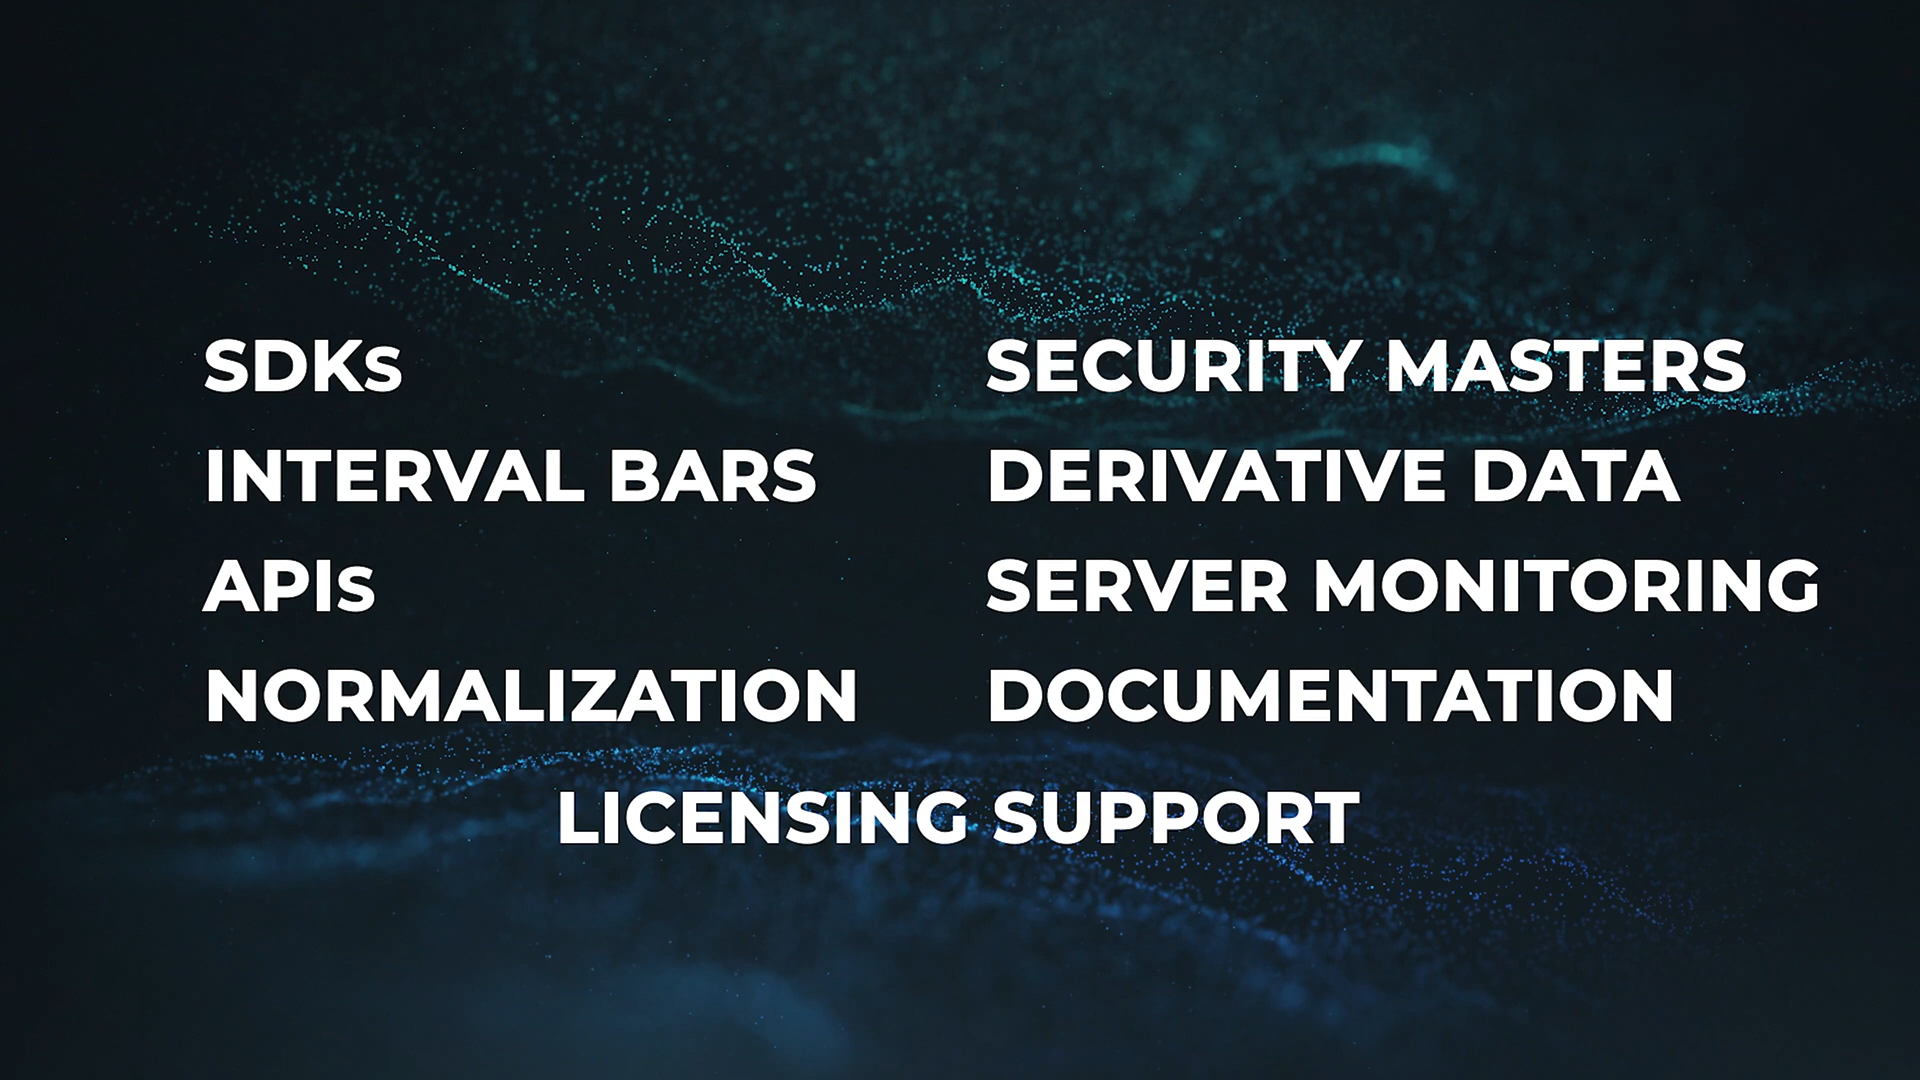 SDKs
INTERVAL BARS
APIs
NORMALIZATION
SECURITY MASTERS
DERIVATIVE DATA
SERVER MONITORING
DOCUMENTATION
LICENSING SUPPORT